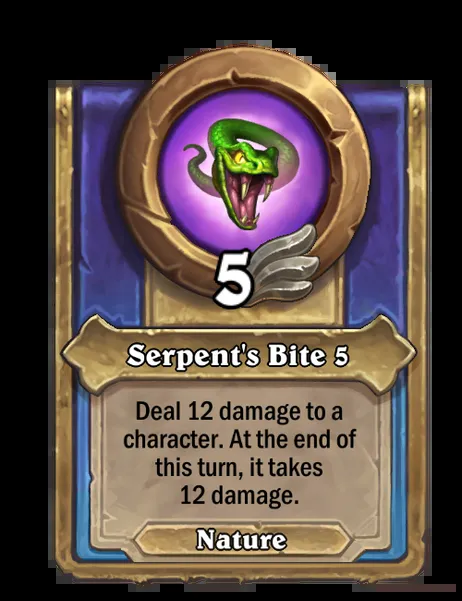 5
Serpent's Bite 5
Deal 12 damage to a
character. At the end of
this turn, it takes
12 damage.
Nature